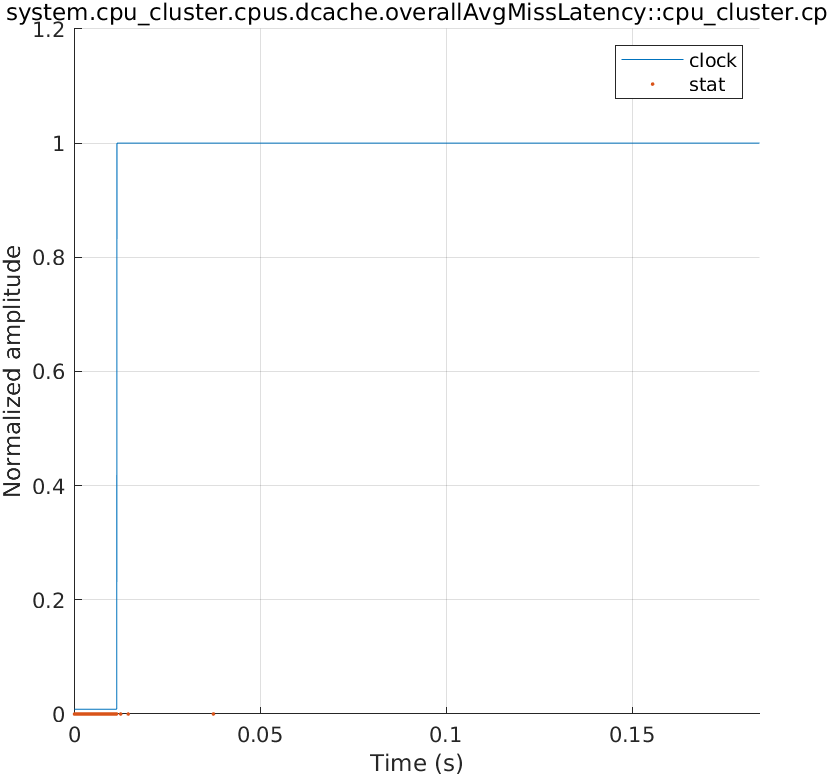 system.cpu_cluster.cpus.dcache.overallAvgMissLatency::cpu_cluster.cp
1.2
clock
stat
1
0.8
Normalized amplitude
0.6
0.4
0.2
0
0 0.05 0.1 0.15
Time (s)